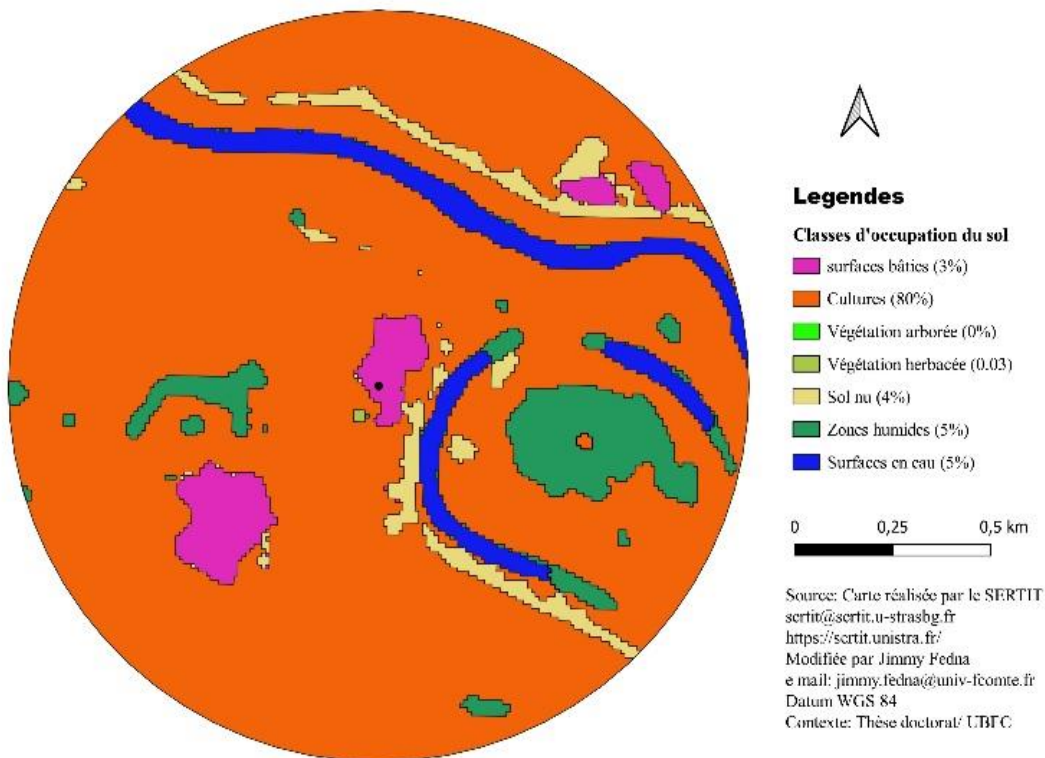 Legendes
Classes d'occupation du sol
surfaces bâties (3%)
Cultures (80%)
Végétation arborée (0%)
Végétation herbacée (0.03)
Sol nu (4%)
Zones humides (5%)
Surfaces en eau (5%)
0 0,25 0,5 km
Source: Carte réalisée par le SERTIT
sertit@sertit.u-strasbg.fr
https://sertit.unistra.fr/
Modifiée par Jimmy Fedna
e mail: jimmy.fedna@univ-fcomte.fr
Datum WGS 84
Contexte: Thèse doctorat/ UBFC